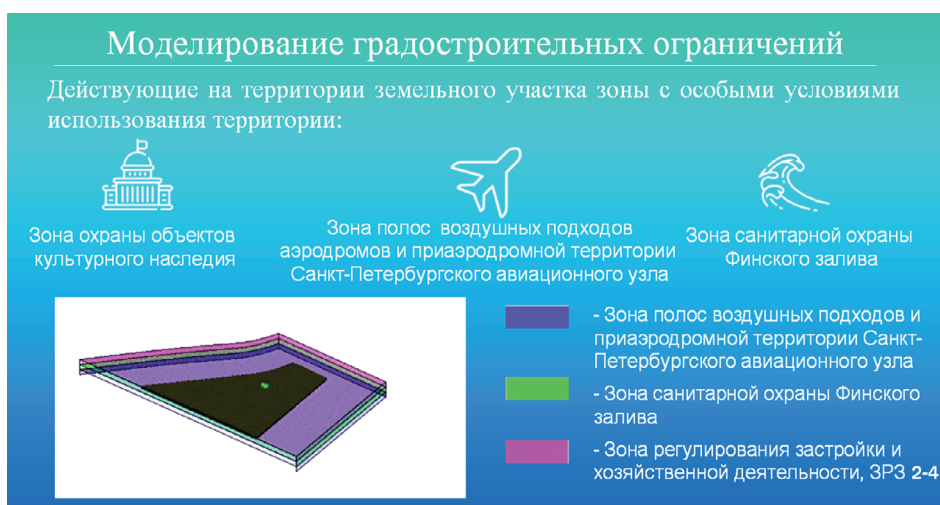 Моделирование градостроительных ограничений
Действующие на территории земельного участка зоны с особыми условиями
использования территории:
Зона охраны объектов
культурного наследия
Зона полос воздушных подходов
аэродромов и приаэродромной территории
Санкт-Петербургского авиационного узла
Зона санитарной охраны
Финского залива
- Зона полос воздушных подходов и
приаэродромной территории Санкт-
Петербургского авиационного узла
- Зона санитарной охраны Финского
залива
- Зона регулирования застройки и
хозяйственной деятельности, ЗРЗ 2-4